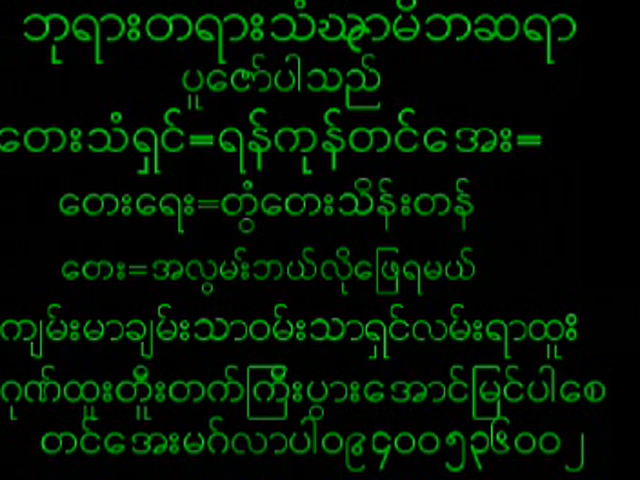 ဘုရားတရားသံဃာမိဘဆရာ
ပူဇော်ပါသည်
တေးသံရှင်=ရန်ကုန်တင်အေး=
တေးရေး=တွံတေးသိန်းတန်
တေး=အလွမ်းဘယ်လိုဖြေရမယ်
ကျမ်းမာချမ်းသာဝမ်းသာရှင်လမ်းရာထူး
ဂုဏ်ထူးတိုးတက်ကြီးပွားအောင်မြင်ပါစေ
တင်အေးမင်္ဂလာပါ၀၉၄၀၀၅၃၆၀၀၂